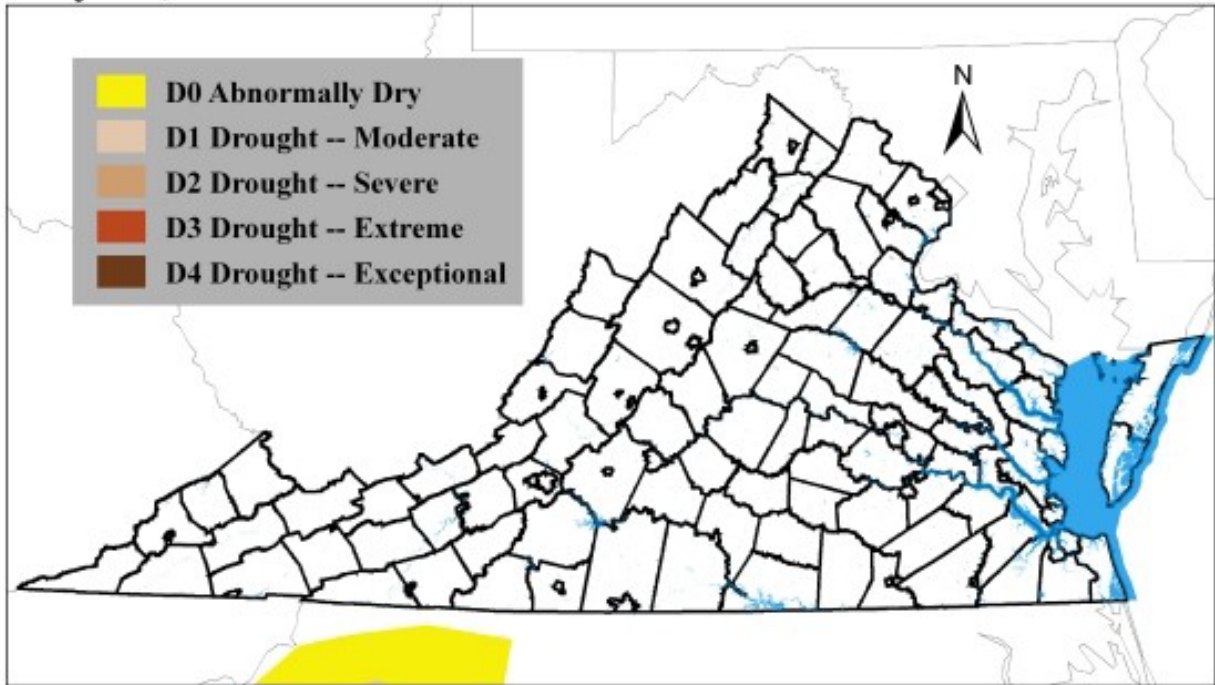 D0 Abnormally Dry
D1 Drought -- Moderate
D2 Drought -- Severe
D3 Drought -- Extreme
D4 Drought -- Exceptional
N